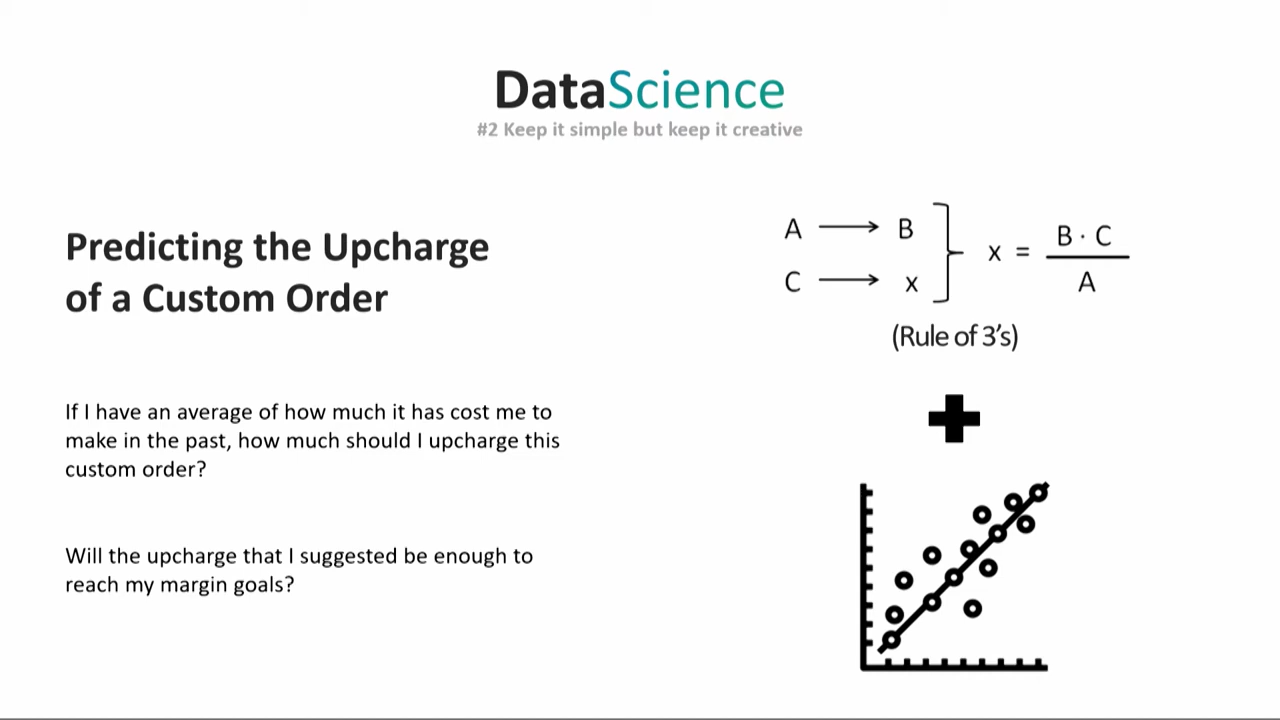 DataScience
#2 Keep it simple but keep it creative
Predicting the Upcharge
of a Custom Order
If I have an average of how much it has cost me to
make in the past, how much should I upcharge this
custom order?
Will the upcharge that I suggested be enough to
reach my margin goals?
A → B
C → x
x = B · C / A
(Rule of 3’s)